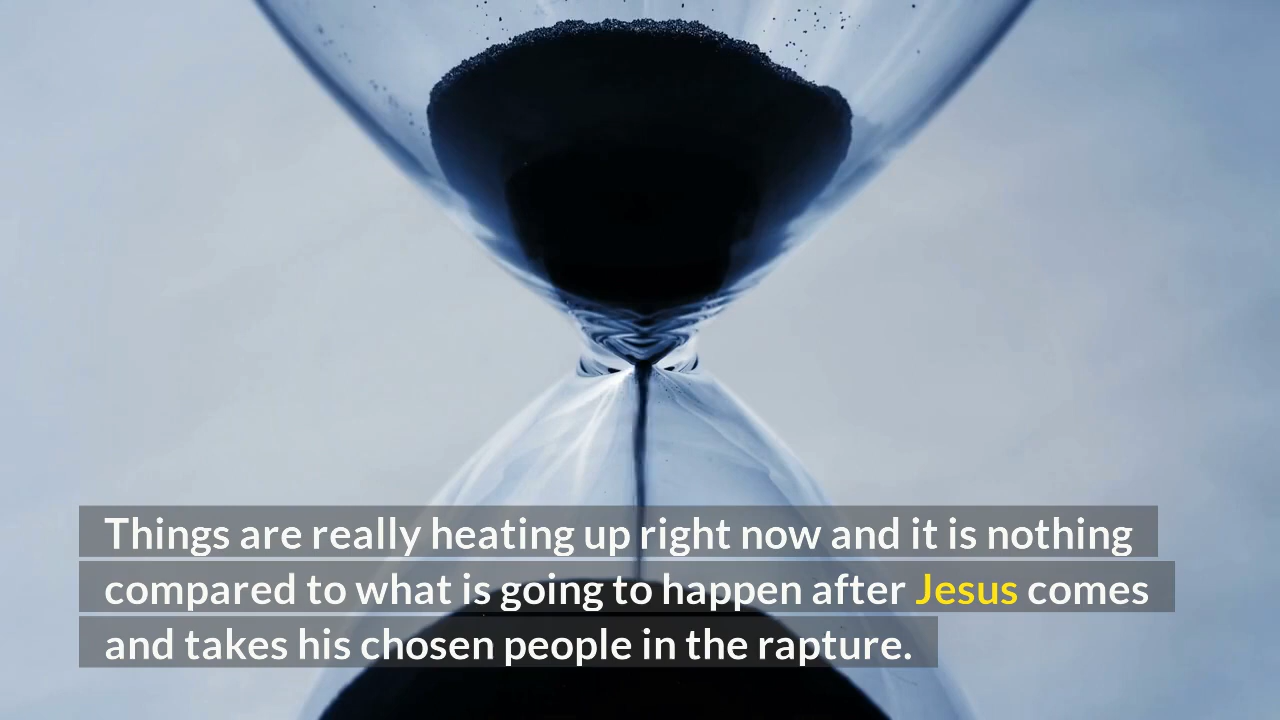 Things are really heating up right now and it is nothing
compared to what is going to happen after Jesus comes
and takes his chosen people in the rapture.